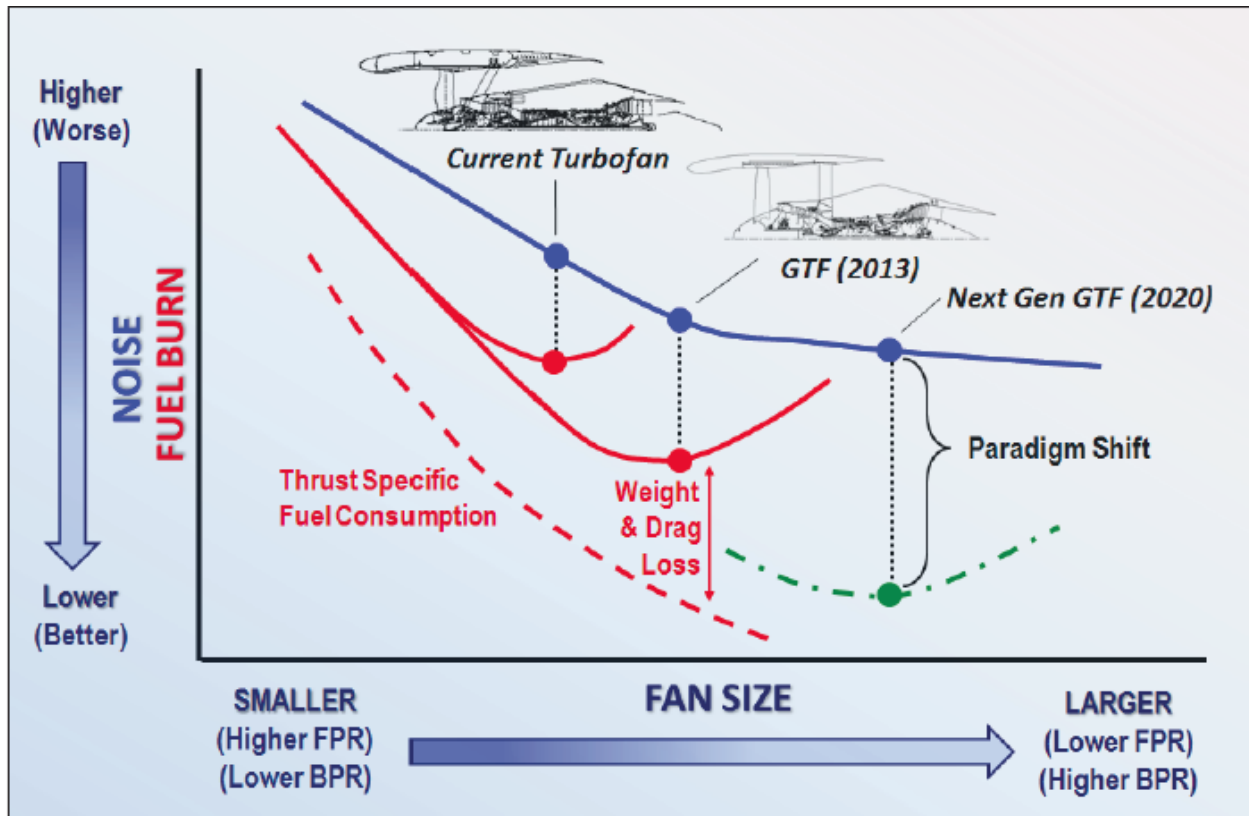 Higher
(Worse)
Lower
(Better)
NOISE
FUEL BURN
Current Turbofan
GTF (2013)
Next Gen GTF (2020)
Thrust Specific
Fuel Consumption
Weight
& Drag
Loss
Paradigm Shift
SMALLER
(Higher FPR)
(Lower BPR)
FAN SIZE
LARGER
(Lower FPR)
(Higher BPR)